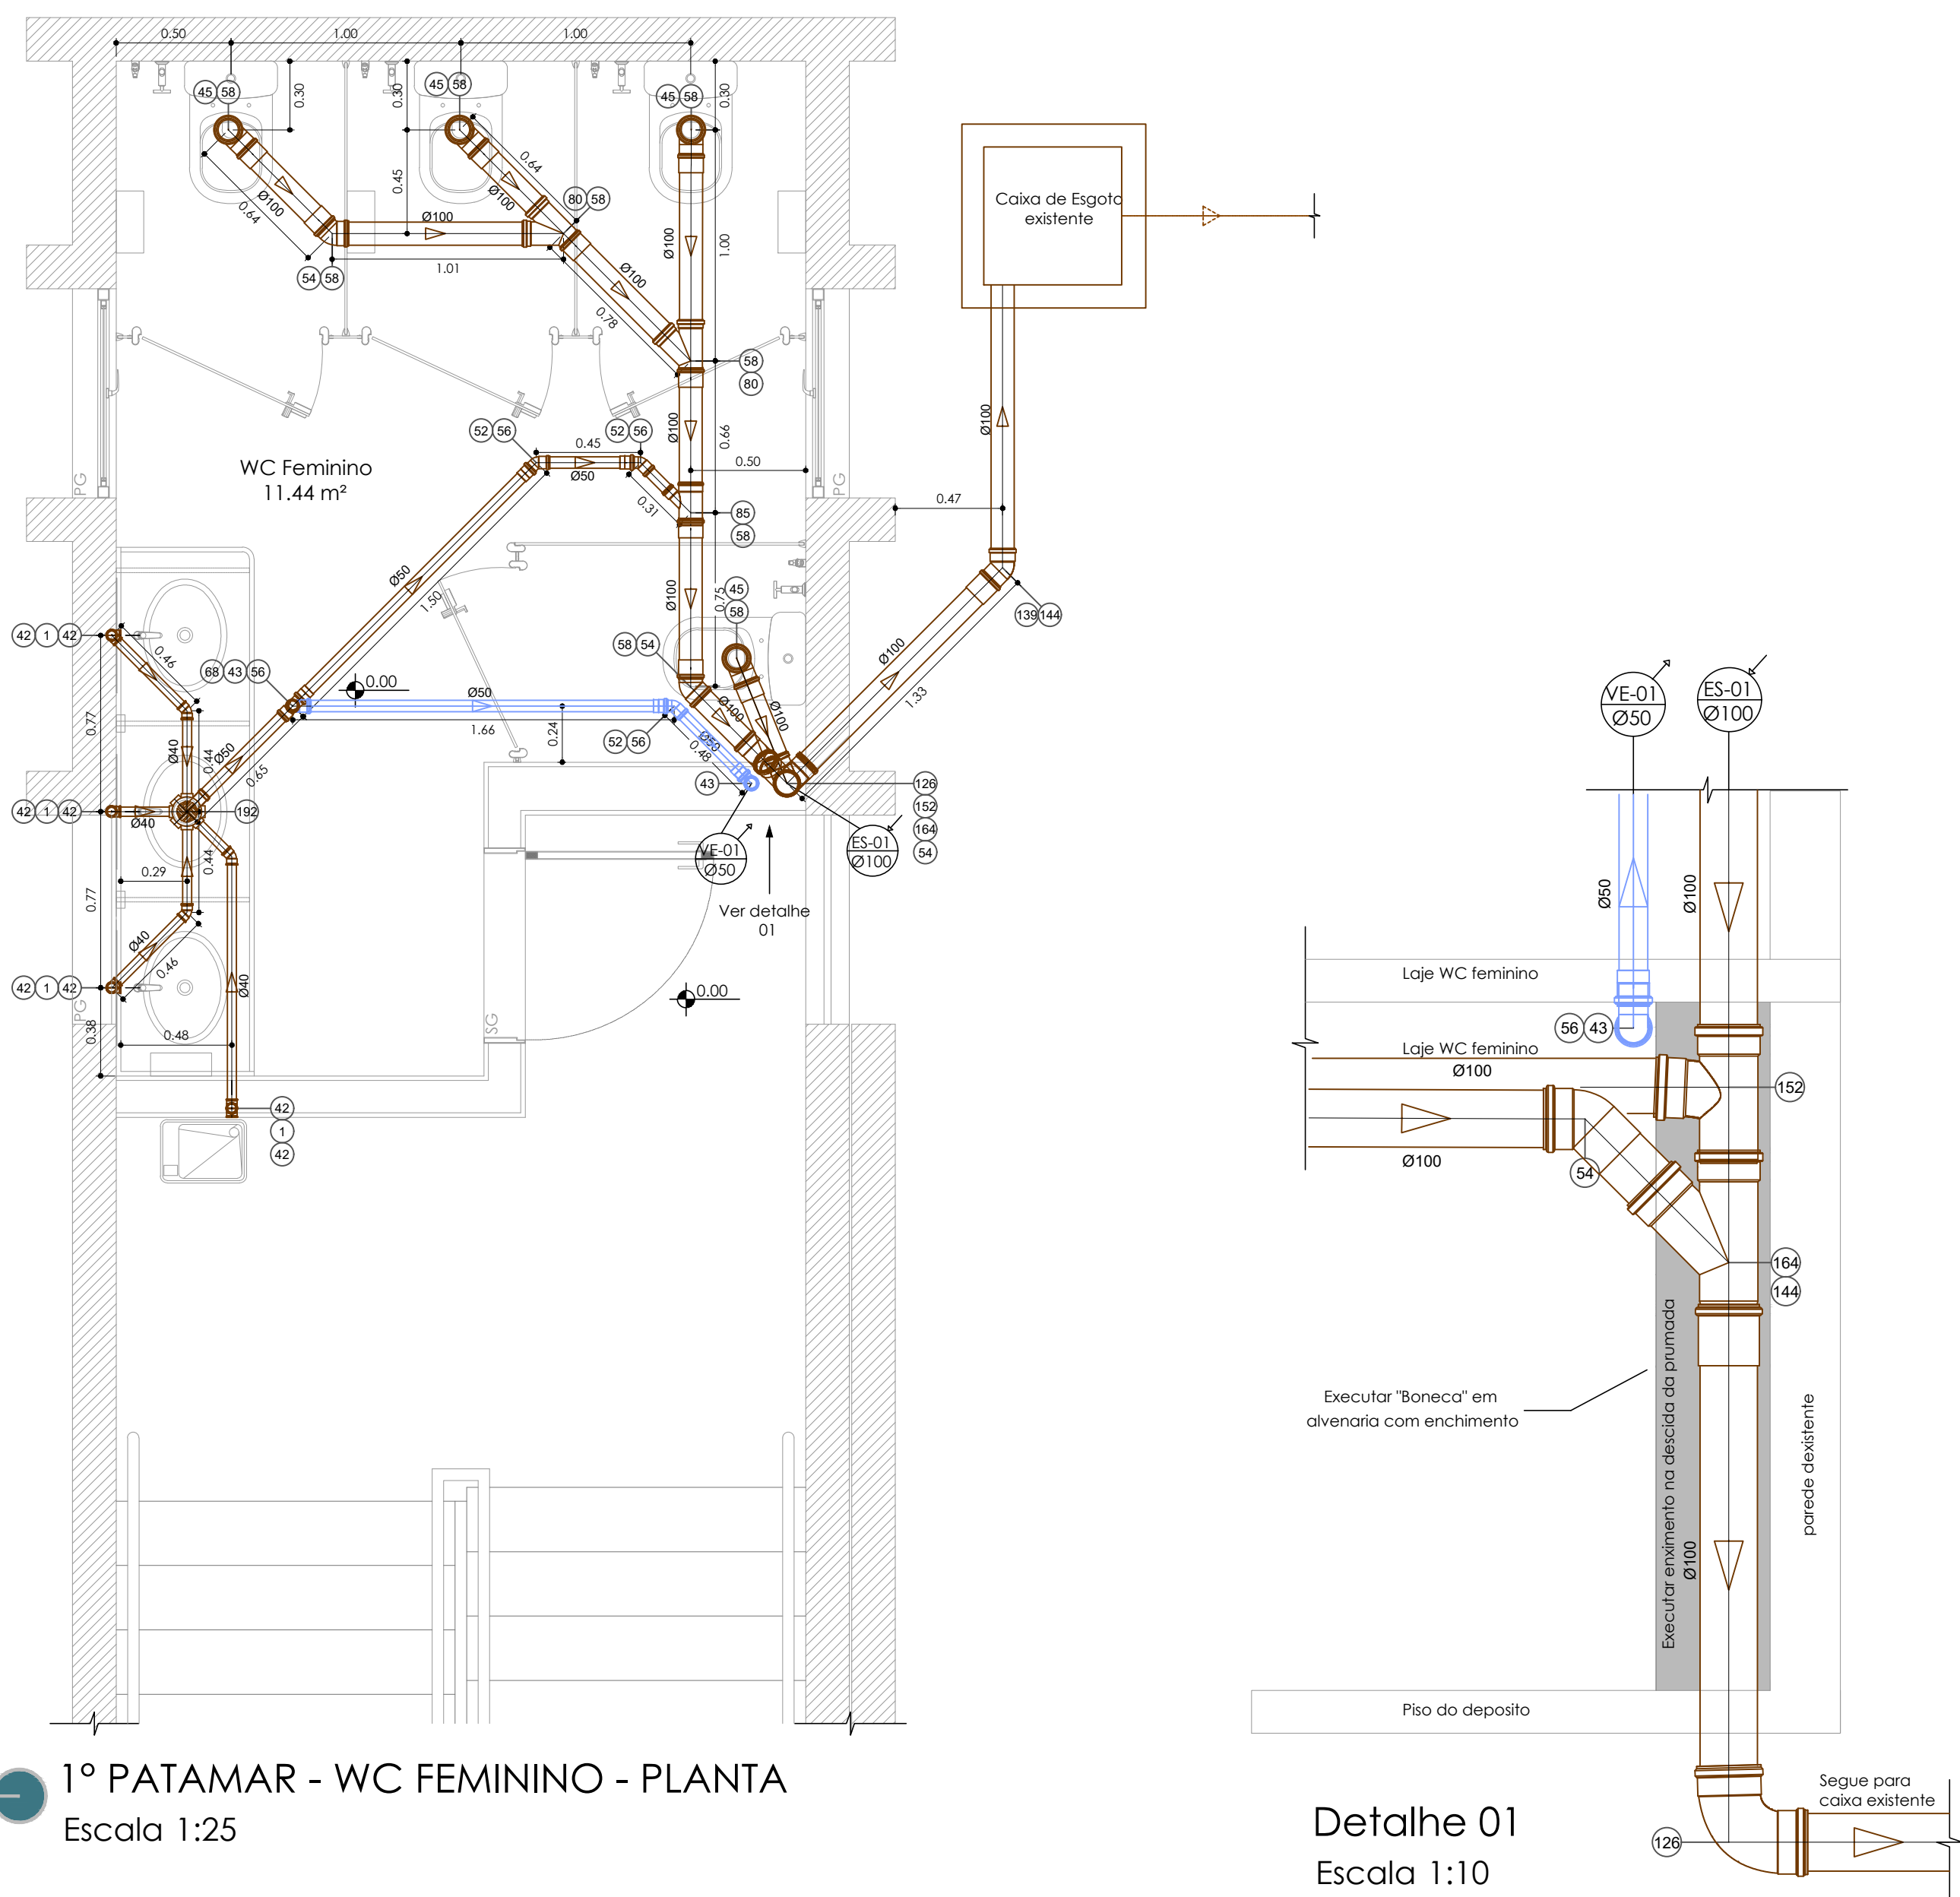 0.50
1.00
1.00
45 58
0.30
45 58
0.30
45 58
0.30
0.64
Ø100
0.64
Ø100
0.45
80 58
Ø100
1.01
54 58
Ø100
0.78
Ø100
1.00
58
80
Caixa de Esgoto
existente
Ø100
52 56
0.45
52 56
Ø50
0.31
Ø100
0.66
0.50
WC Feminino
11.44 m²
PG
PG
0.47
85
58
Ø50
1.50
Ø100
0.75
45
58
58 54
Ø100
1.33
139 144
42 1 42
0.46
68 43 56
0.00
Ø50
1.66
0.24
Ø100
Ø100
52 56
Ø50
0.48
43
0.77
Ø40
0.44
Ø50
0.65
42 1 42
Ø40
192
126
152
164
54
VE-01
Ø50
ES-01
Ø100
Ver detalhe
01
0.29
0.44
0.77
Ø40
0.46
42 1 42
PG
Ø40
0.38
0.48
SG
0.00
42
1
42
1º PATAMAR - WC FEMININO - PLANTA
Escala 1:25
VE-01
Ø50
ES-01
Ø100
Ø50
Ø100
Laje WC feminino
56 43
Laje WC feminino
Ø100
152
Ø100
54
164
144
Executar "Boneca" em
alvenaria com enchimento
Executar enximento na descida da prumada
Ø100
parede dexistente
Piso do deposito
Segue para
caixa existente
126
Detalhe 01
Escala 1:10